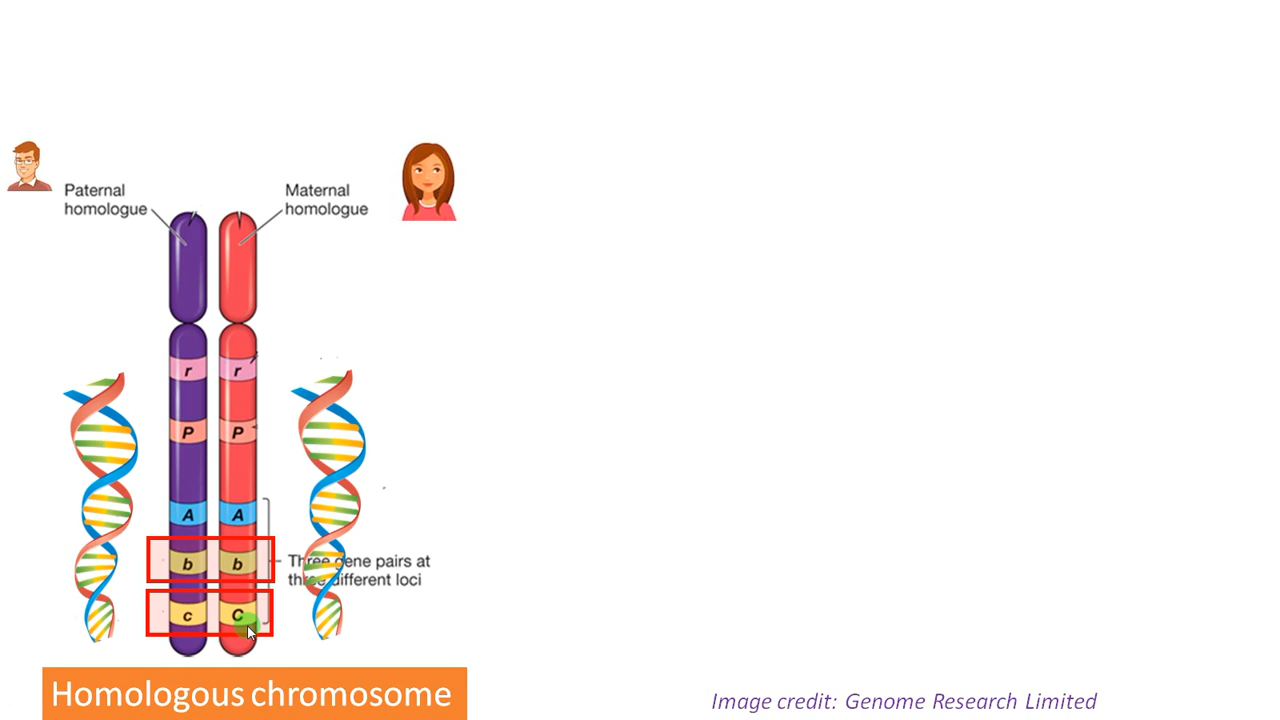 Paternal
homologue
Maternal
homologue
r r
P P
A A
b b
Three gene pairs at
three different loci
c C
Homologous chromosome
Image credit: Genome Research Limited